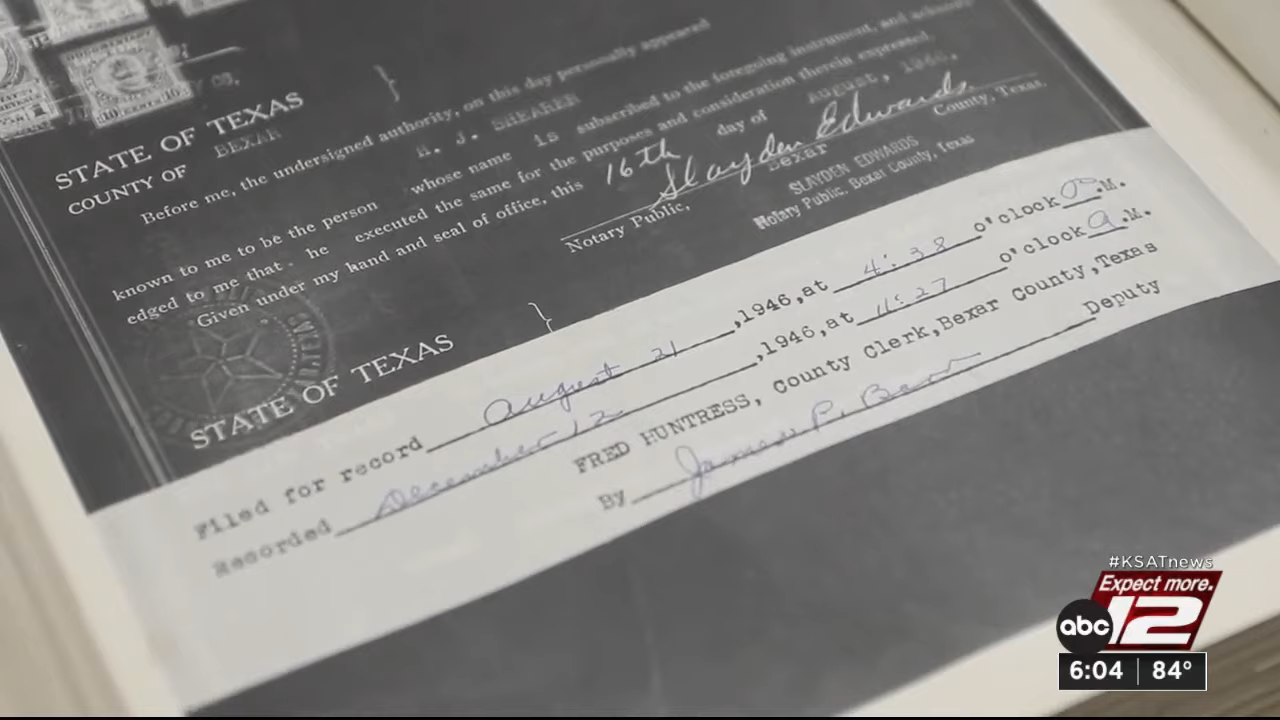 STATE OF TEXAS
COUNTY OF BEXAR
Before me, the undersigned authority, on this day personally appeared
J. SHEARER
known to me to be the person whose name is subscribed to the foregoing instrument, and acknowl-
edged to me that he executed the same for the purposes and consideration therein expressed.
Given under my hand and seal of office, this 16th day of August, 1946.
Slayden Edwards
Notary Public, Bexar County, Texas.
SLAYDEN EDWARDS
Notary Public, Bexar County, Texas
STATE OF TEXAS
Filed for record August 21, 1946, at 4:38 o'clock P.M.
Recorded December 12, 1946, at 11:27 o'clock a.M.
FRED HUNTRESS, County Clerk, Bexar County, Texas
By James P. Deputy
#KSATnews
Expect more.
abc 12
6:04 84°